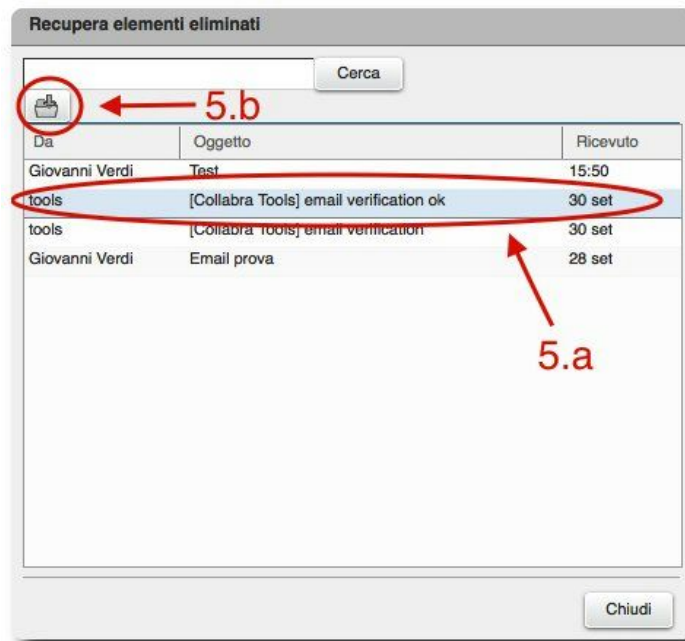 Recupera elementi eliminati
Cerca
5.b
Da Oggetto Ricevuto
Giovanni Verdi Test 15:50
tools [Collabra Tools] email verification ok 30 set
tools [Collabra Tools] email verification 30 set
Giovanni Verdi Email prova 28 set
5.a
Chiudi